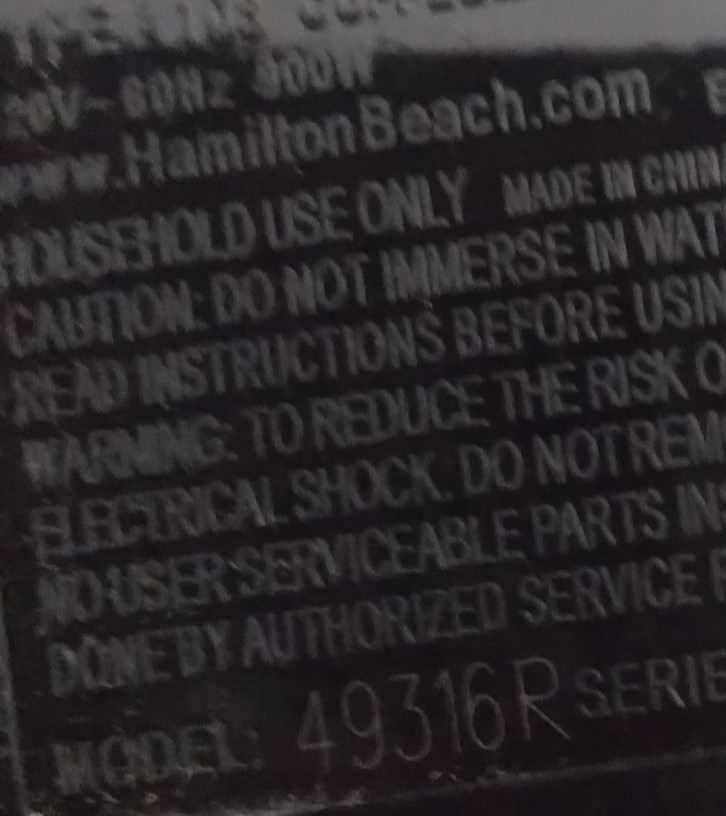 20V~ 60Hz 900W
www.HamiltonBeach.com
HOUSEHOLD USE ONLY MADE IN CHIN
CAUTION: DO NOT IMMERSE IN WAT
READ INSTRUCTIONS BEFORE USIN
WARNING: TO REDUCE THE RISK O
ELECTRICAL SHOCK. DO NOT REM
NO USER SERVICEABLE PARTS IN
DONE BY AUTHORIZED SERVICE
MODEL: 49316R SERIE